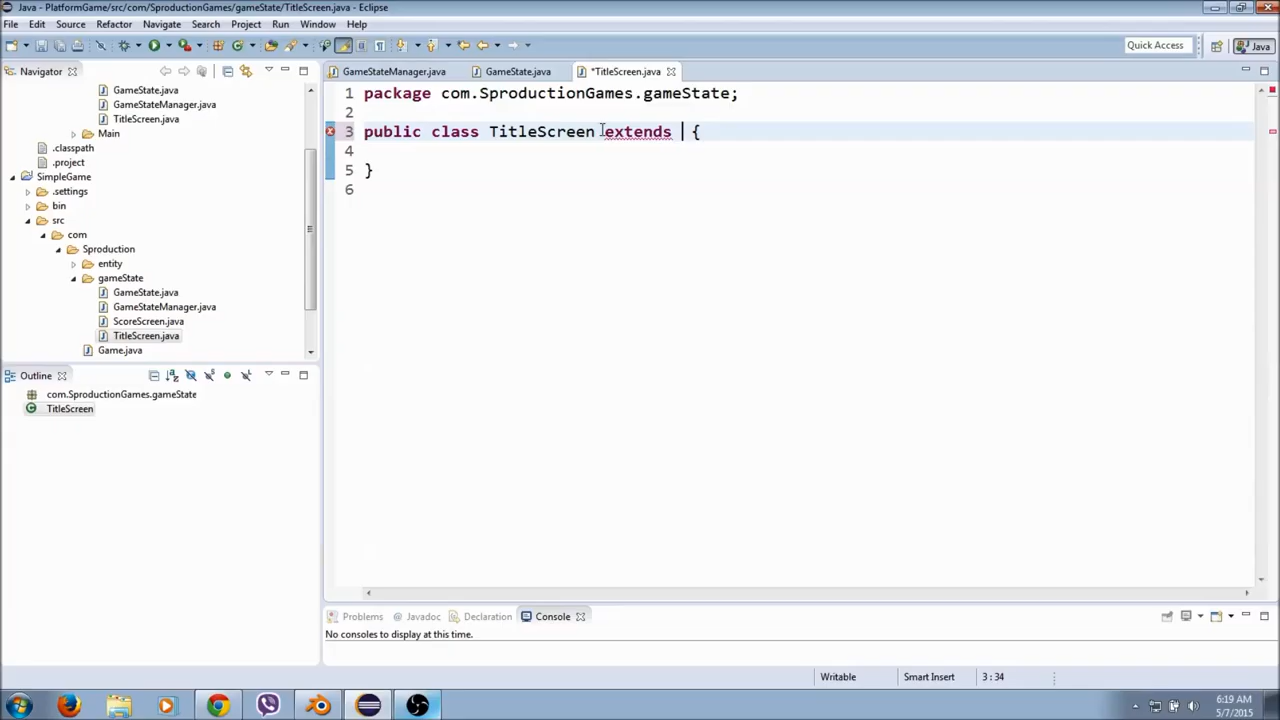 Java - PlatformGame/src/com/SproductionGames/gameState/TitleScreen.java - Eclipse
File Edit Source Refactor Navigate Search Project Run Window Help
Quick Access Java
Navigator
GameStateManager.java GameState.java *TitleScreen.java
GameState.java
GameStateManager.java
TitleScreen.java
Main
.classpath
.project
SimpleGame
.settings
bin
src
com
Sproduction
entity
gameState
GameState.java
GameStateManager.java
ScoreScreen.java
TitleScreen.java
Game.java
1 package com.SproductionGames.gameState;
2
3 public class TitleScreen extends {
4
5 }
6
Outline
com.SproductionGames.gameState
TitleScreen
Problems Javadoc Declaration Console
No consoles to display at this time.
Writable Smart Insert 3 : 34
6:19 AM
5/7/2015